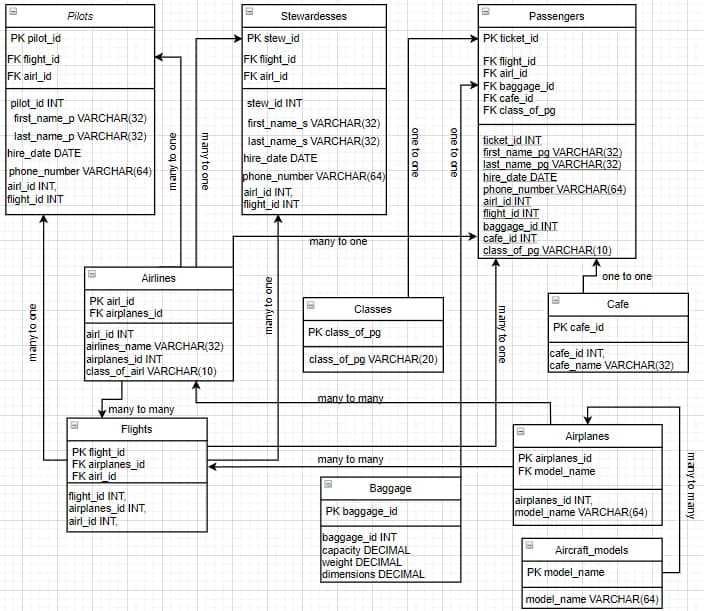 Pilots
PK pilot_id
FK flight_id
FK airl_id
pilot_id INT
first_name_p VARCHAR(32)
last_name_p VARCHAR(32)
hire_date DATE
phone_number VARCHAR(64)
airl_id INT,
flight_id INT
many to one
many to one
Stewardesses
PK stew_id
FK flight_id
FK airl_id
stew_id INT
first_name_s VARCHAR(32)
last_name_s VARCHAR(32)
hire_date DATE
phone_number VARCHAR(64)
airl_id INT,
flight_id INT
one to one
one to one
Passengers
PK ticket_id
FK flight_id
FK airl_id
FK baggage_id
FK cafe_id
FK class_of_pg
ticket_id INT
first_name_pg VARCHAR(32)
last_name_pg VARCHAR(32)
hire_date DATE
phone_number VARCHAR(64)
airl_id INT
flight_id INT
baggage_id INT
cafe_id INT
class_of_pg VARCHAR(10)
many to one
many to one
Airlines
PK airl_id
FK airplanes_id
airl_id INT
airlines_name VARCHAR(32)
airplanes_id INT
class_of_airl VARCHAR(10)
many to one
Classes
PK class_of_pg
class_of_pg VARCHAR(20)
many to one
one to one
Cafe
PK cafe_id
cafe_id INT,
cafe_name VARCHAR(32)
many to many
many to many
Flights
PK flight_id
FK airplanes_id
FK airl_id
flight_id INT,
airplanes_id INT,
airl_id INT,
many to many
Baggage
PK baggage_id
baggage_id INT
capacity DECIMAL
weight DECIMAL
dimensions DECIMAL
Airplanes
PK airplanes_id
FK model_name
airplanes_id INT,
model_name VARCHAR(64)
many to many
Aircraft_models
PK model_name
model_name VARCHAR(64)